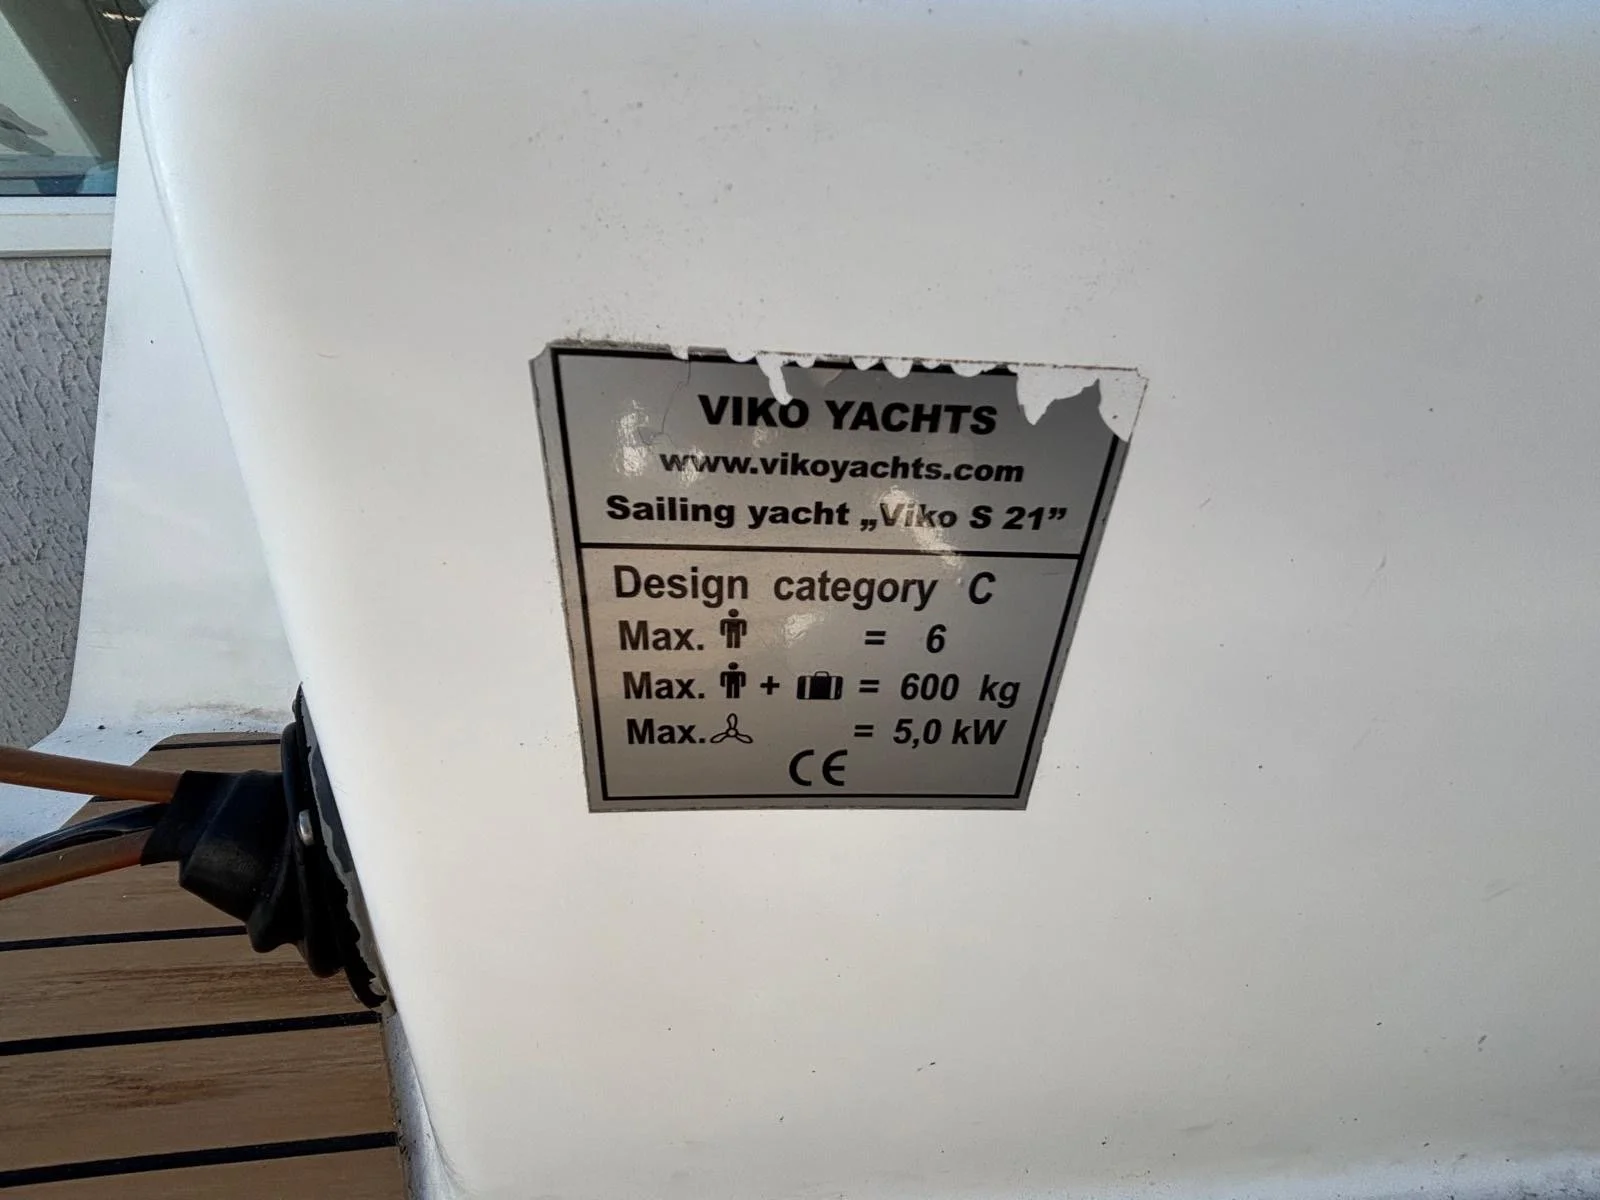 VIKO YACHTS
www.vikoyachts.com
Sailing yacht „Viko S 21”
Design category C
Max. = 6
Max. + = 600 kg
Max. = 5,0 kW
CE